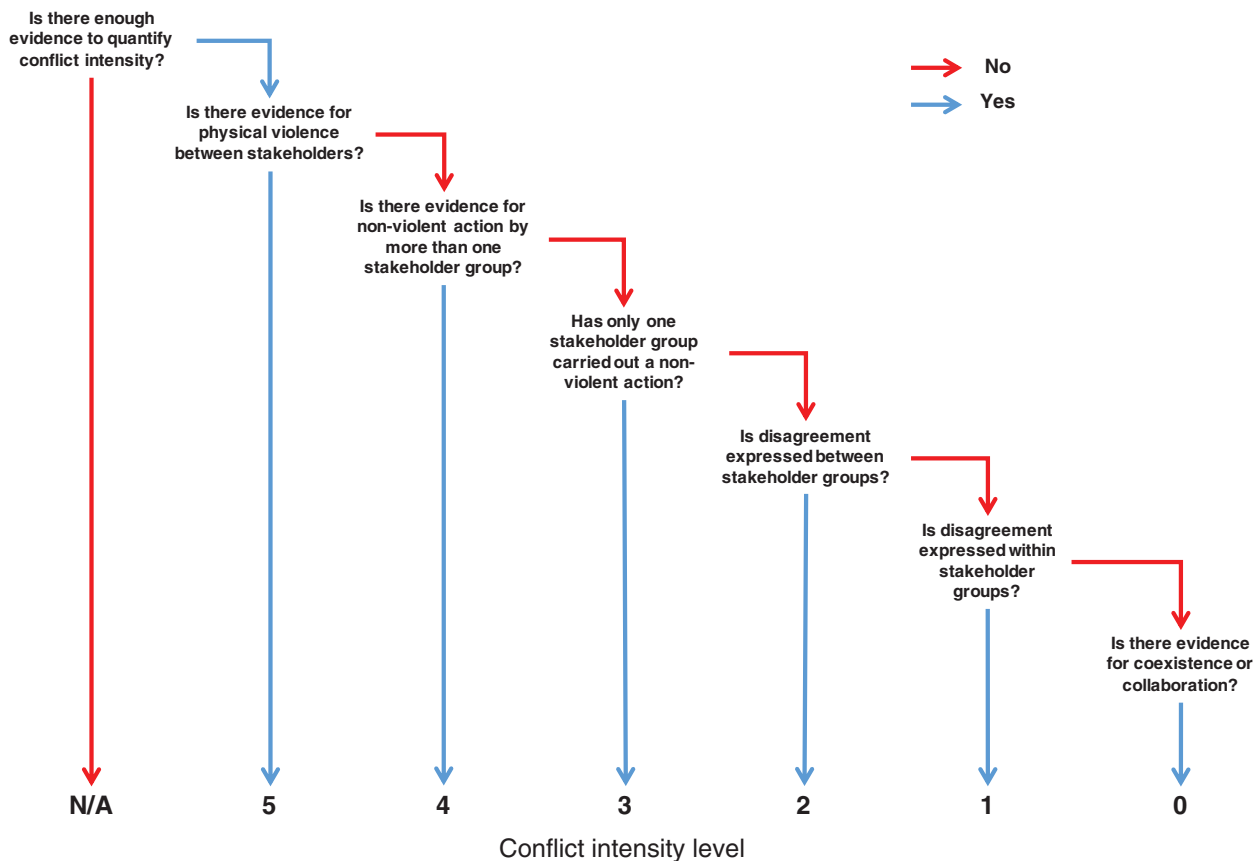 Is there enough
evidence to quantify
conflict intensity?
No
Yes
Is there evidence for
physical violence
between stakeholders?
Is there evidence for
non-violent action by
more than one
stakeholder group?
Has only one
stakeholder group
carried out a non-
violent action?
Is disagreement
expressed between
stakeholder groups?
Is disagreement
expressed within
stakeholder
groups?
Is there evidence
for coexistence or
collaboration?
N/A 5 4 3 2 1 0
Conflict intensity level